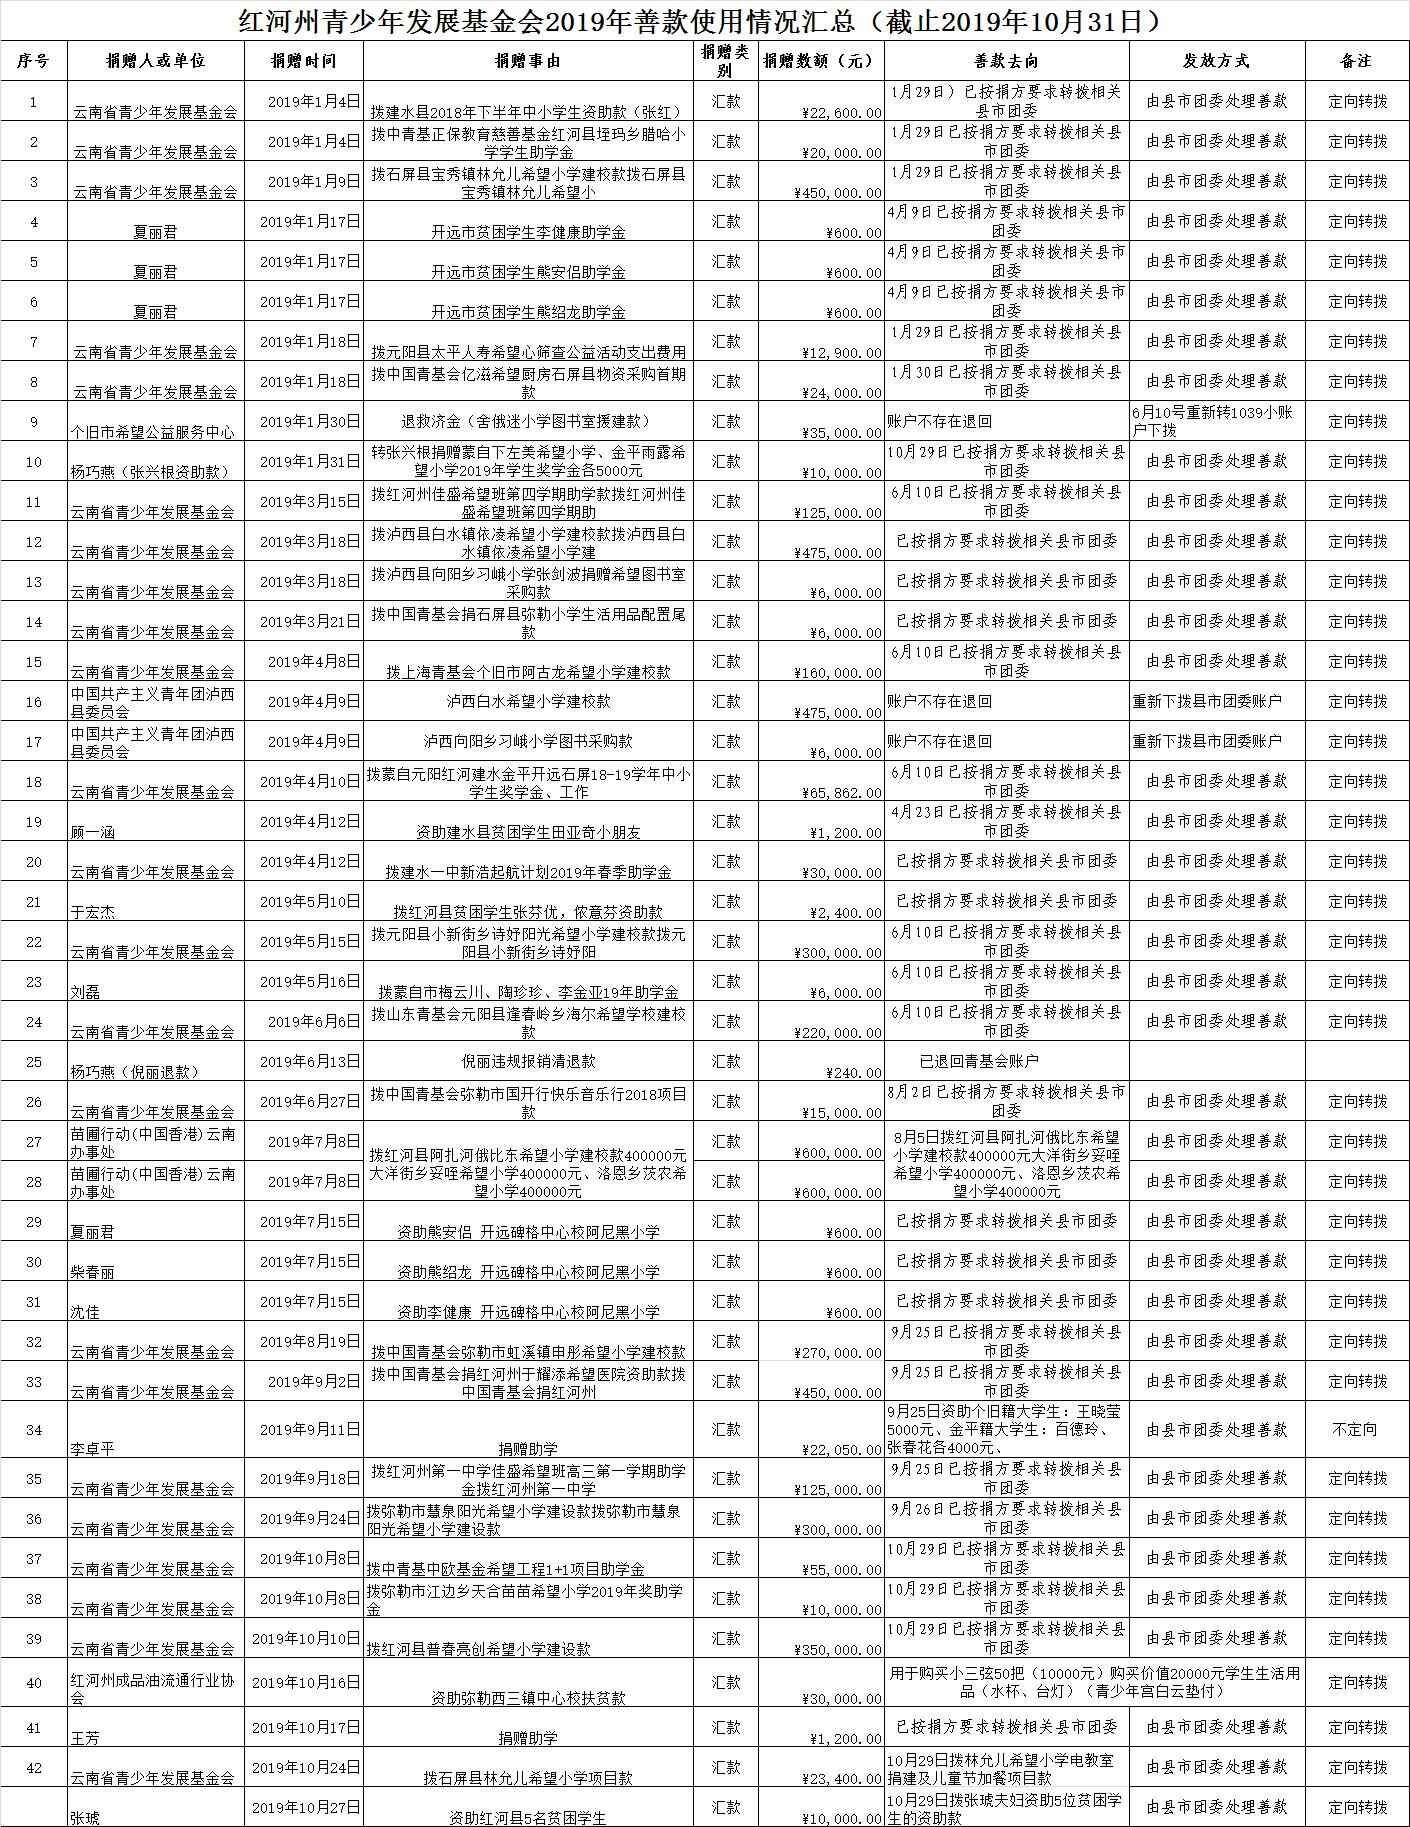 红河州青少年发展基金会2019年善款使用情况汇总（截止2019年10月31日）
序号 捐赠人或单位 捐赠时间 捐赠事由 捐赠类别 捐赠数额（元） 善款去向 发放方式 备注
1 云南省青少年发展基金会 2019年1月4日 拨建水县2018年下半年中小学生资助款（张红） 汇款 ¥22,600.00 1月29日）已按捐方要求转拨相关县市团委 由县市团委处理善款 定向转拨
2 云南省青少年发展基金会 2019年1月4日 拨中青基正保教育慈善基金红河县垤玛乡腊哈小学学生助学金 汇款 ¥20,000.00 1月29日已按捐方要求转拨相关县市团委 由县市团委处理善款 定向转拨
3 云南省青少年发展基金会 2019年1月9日 拨石屏县宝秀镇林允儿希望小学建校款拨石屏县宝秀镇林允儿希望小 汇款 ¥450,000.00 1月29日已按捐方要求转拨相关县市团委 由县市团委处理善款 定向转拨
4 夏丽君 2019年1月17日 开远市贫困学生李健康助学金 汇款 ¥600.00 4月9日已按捐方要求转拨相关县市团委 由县市团委处理善款 定向转拨
5 夏丽君 2019年1月17日 开远市贫困学生熊安侣助学金 汇款 ¥600.00 4月9日已按捐方要求转拨相关县市团委 由县市团委处理善款 定向转拨
6 夏丽君 2019年1月17日 开远市贫困学生熊绍龙助学金 汇款 ¥600.00 4月9日已按捐方要求转拨相关县市团委 由县市团委处理善款 定向转拨
7 云南省青少年发展基金会 2019年1月18日 拨元阳县太平人寿希望心筛查公益活动支出费用 汇款 ¥12,900.00 1月29日已按捐方要求转拨相关县市团委 由县市团委处理善款 定向转拨
8 云南省青少年发展基金会 2019年1月18日 拨中国青基会亿滋希望厨房石屏县物资采购首期款 汇款 ¥24,000.00 1月30日已按捐方要求转拨相关县市团委 由县市团委处理善款 定向转拨
9 个旧市希望公益服务中心 2019年1月30日 退救济金（舍俄迷小学图书室援建款） 汇款 ¥35,000.00 账户不存在退回 6月10号重新转1039小账户下拨 定向转拨
10 杨巧燕（张兴根资助款） 2019年1月31日 转张兴根捐赠蒙自下左美希望小学、金平雨露希望小学2019年学生奖学金各5000元 汇款 ¥10,000.00 10月29日已按捐方要求转拨相关县市团委 由县市团委处理善款 定向转拨
11 云南省青少年发展基金会 2019年3月15日 拨红河州佳盛希望班第四学期助学款拨红河州佳盛希望班第四学期助 汇款 ¥125,000.00 6月10日已按捐方要求转拨相关县市团委 由县市团委处理善款 定向转拨
12 云南省青少年发展基金会 2019年3月18日 拨泸西县白水镇依凌希望小学建校款拨泸西县白水镇依凌希望小学建 汇款 ¥475,000.00 已按捐方要求转拨相关县市团委 由县市团委处理善款 定向转拨
13 云南省青少年发展基金会 2019年3月18日 拨泸西县向阳乡习峨小学张剑波捐赠希望图书室采购款 汇款 ¥6,000.00 已按捐方要求转拨相关县市团委 由县市团委处理善款 定向转拨
14 云南省青少年发展基金会 2019年3月21日 拨中国青基会捐石屏县弥勒小学生活用品配置尾款 汇款 ¥6,000.00 已按捐方要求转拨相关县市团委 由县市团委处理善款 定向转拨
15 云南省青少年发展基金会 2019年4月8日 拨上海青基会个旧市阿古龙希望小学建校款 汇款 ¥160,000.00 6月10日已按捐方要求转拨相关县市团委 由县市团委处理善款 定向转拨
16 中国共产主义青年团泸西县委员会 2019年4月9日 泸西白水希望小学建校款 汇款 ¥475,000.00 账户不存在退回 重新下拨县市团委账户 定向转拨
17 中国共产主义青年团泸西县委员会 2019年4月9日 泸西向阳乡习峨小学图书采购款 汇款 ¥6,000.00 账户不存在退回 重新下拨县市团委账户 定向转拨
18 云南省青少年发展基金会 2019年4月10日 拨蒙自元阳红河建水金平开远石屏18-19学年中小学生奖学金、工作 汇款 ¥65,862.00 6月10日已按捐方要求转拨相关县市团委 由县市团委处理善款 定向转拨
19 顾一涵 2019年4月12日 资助建水县贫困学生田亚奇小朋友 汇款 ¥1,200.00 4月23日已按捐方要求转拨相关县市团委 由县市团委处理善款 定向转拨
20 云南省青少年发展基金会 2019年4月12日 拨建水一中新浩起航计划2019年春季助学金 汇款 ¥30,000.00 已按捐方要求转拨相关县市团委 由县市团委处理善款 定向转拨
21 于宏杰 2019年5月10日 拨红河县贫困学生张芬优，侬意芬资助款 汇款 ¥2,400.00 已按捐方要求转拨相关县市团委 由县市团委处理善款 定向转拨
22 云南省青少年发展基金会 2019年5月15日 拨元阳县小新街乡诗妤阳光希望小学建校款拨元阳县小新街乡诗妤阳 汇款 ¥300,000.00 6月10日已按捐方要求转拨相关县市团委 由县市团委处理善款 定向转拨
23 刘磊 2019年5月16日 拨蒙自市梅云川、陶珍珍、李金亚19年助学金 汇款 ¥6,000.00 6月10日已按捐方要求转拨相关县市团委 由县市团委处理善款 定向转拨
24 云南省青少年发展基金会 2019年6月6日 拨山东青基会元阳县逢春岭乡海尔希望学校建校款 汇款 ¥220,000.00 6月10日已按捐方要求转拨相关县市团委 由县市团委处理善款 定向转拨
25 杨巧燕（倪丽退款） 2019年6月13日 倪丽违规报销清退款 汇款 ¥240.00 已退回青基会账户
26 云南省青少年发展基金会 2019年6月27日 拨中国青基会弥勒市国开行快乐音乐行2018项目款 汇款 ¥15,000.00 8月2日已按捐方要求转拨相关县市团委 由县市团委处理善款 定向转拨
27 苗圃行动(中国香港)云南办事处 2019年7月8日 拨红河县阿扎河俄比东希望小学建校款400000元大洋街乡妥咥希望小学400000元、洛恩乡茨农希望小学400000元 汇款 ¥600,000.00 8月5日拨红河县阿扎河俄比东希望小学建校款400000元大洋街乡妥咥希望小学400000元、洛恩乡茨农希望小学400000元 由县市团委处理善款 定向转拨
28 苗圃行动(中国香港)云南办事处 2019年7月8日 汇款 ¥600,000.00 由县市团委处理善款 定向转拨
29 夏丽君 2019年7月15日 资助熊安侣 开远碑格中心校阿尼黑小学 汇款 ¥600.00 已按捐方要求转拨相关县市团委 由县市团委处理善款 定向转拨
30 柴春丽 2019年7月15日 资助熊绍龙 开远碑格中心校阿尼黑小学 汇款 ¥600.00 已按捐方要求转拨相关县市团委 由县市团委处理善款 定向转拨
31 沈佳 2019年7月15日 资助李健康 开远碑格中心校阿尼黑小学 汇款 ¥600.00 已按捐方要求转拨相关县市团委 由县市团委处理善款 定向转拨
32 云南省青少年发展基金会 2019年8月19日 拨中国青基会弥勒市虹溪镇申彤希望小学建校款 汇款 ¥270,000.00 9月25日已按捐方要求转拨相关县市团委 由县市团委处理善款 定向转拨
33 云南省青少年发展基金会 2019年9月2日 拨中国青基会捐红河州于耀添希望医院资助款拨中国青基会捐红河州 汇款 ¥450,000.00 9月25日已按捐方要求转拨相关县市团委 由县市团委处理善款 定向转拨
34 李卓平 2019年9月11日 捐赠助学 汇款 ¥22,050.00 9月25日资助个旧籍大学生：王晓莹5000元、金平籍大学生：百德玲、张春花各4000元、 由县市团委处理善款 不定向
35 云南省青少年发展基金会 2019年9月18日 拨红河州第一中学佳盛希望班高三第一学期助学金拨红河州第一中学 汇款 ¥125,000.00 9月25日已按捐方要求转拨相关县市团委 由县市团委处理善款 定向转拨
36 云南省青少年发展基金会 2019年9月24日 拨弥勒市慧泉阳光希望小学建设款拨弥勒市慧泉阳光希望小学建设款 汇款 ¥300,000.00 9月26日已按捐方要求转拨相关县市团委 由县市团委处理善款 定向转拨
37 云南省青少年发展基金会 2019年10月8日 拨中青基中欧基金希望工程1+1项目助学金 汇款 ¥55,000.00 10月29日已按捐方要求转拨相关县市团委 由县市团委处理善款 定向转拨
38 云南省青少年发展基金会 2019年10月8日 拨弥勒市江边乡天合苗苗希望小学2019年奖助学金 汇款 ¥10,000.00 10月29日已按捐方要求转拨相关县市团委 由县市团委处理善款 定向转拨
39 云南省青少年发展基金会 2019年10月10日 拨红河县普春亮创希望小学建设款 汇款 ¥350,000.00 10月29日已按捐方要求转拨相关县市团委 由县市团委处理善款 定向转拨
40 红河州成品油流通行业协会 2019年10月16日 资助弥勒西三镇中心校扶贫款 汇款 ¥30,000.00 用于购买小三弦50把（10000元）购买价值20000元学生生活用品（水杯、台灯）（青少年宫白云垫付） 定向转拨
41 王芳 2019年10月17日 捐赠助学 汇款 ¥1,200.00 已按捐方要求转拨相关县市团委 由县市团委处理善款 定向转拨
42 云南省青少年发展基金会 2019年10月24日 拨石屏县林允儿希望小学项目款 汇款 ¥23,400.00 10月29日拨林允儿希望小学电教室捐建及儿童节加餐项目款 由县市团委处理善款 定向转拨
张琥 2019年10月27日 资助红河县5名贫困学生 汇款 ¥10,000.00 10月29日拨张琥夫妇资助5位贫困学生的资助款 由县市团委处理善款 定向转拨